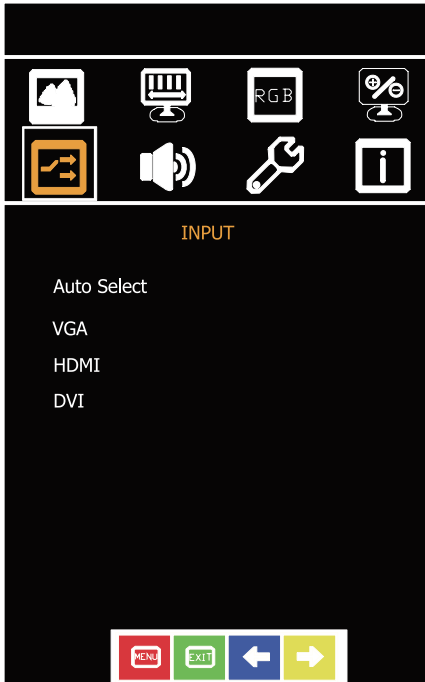 RGB
i
INPUT
Auto Select
VGA
HDMI
DVI
MENU EXIT